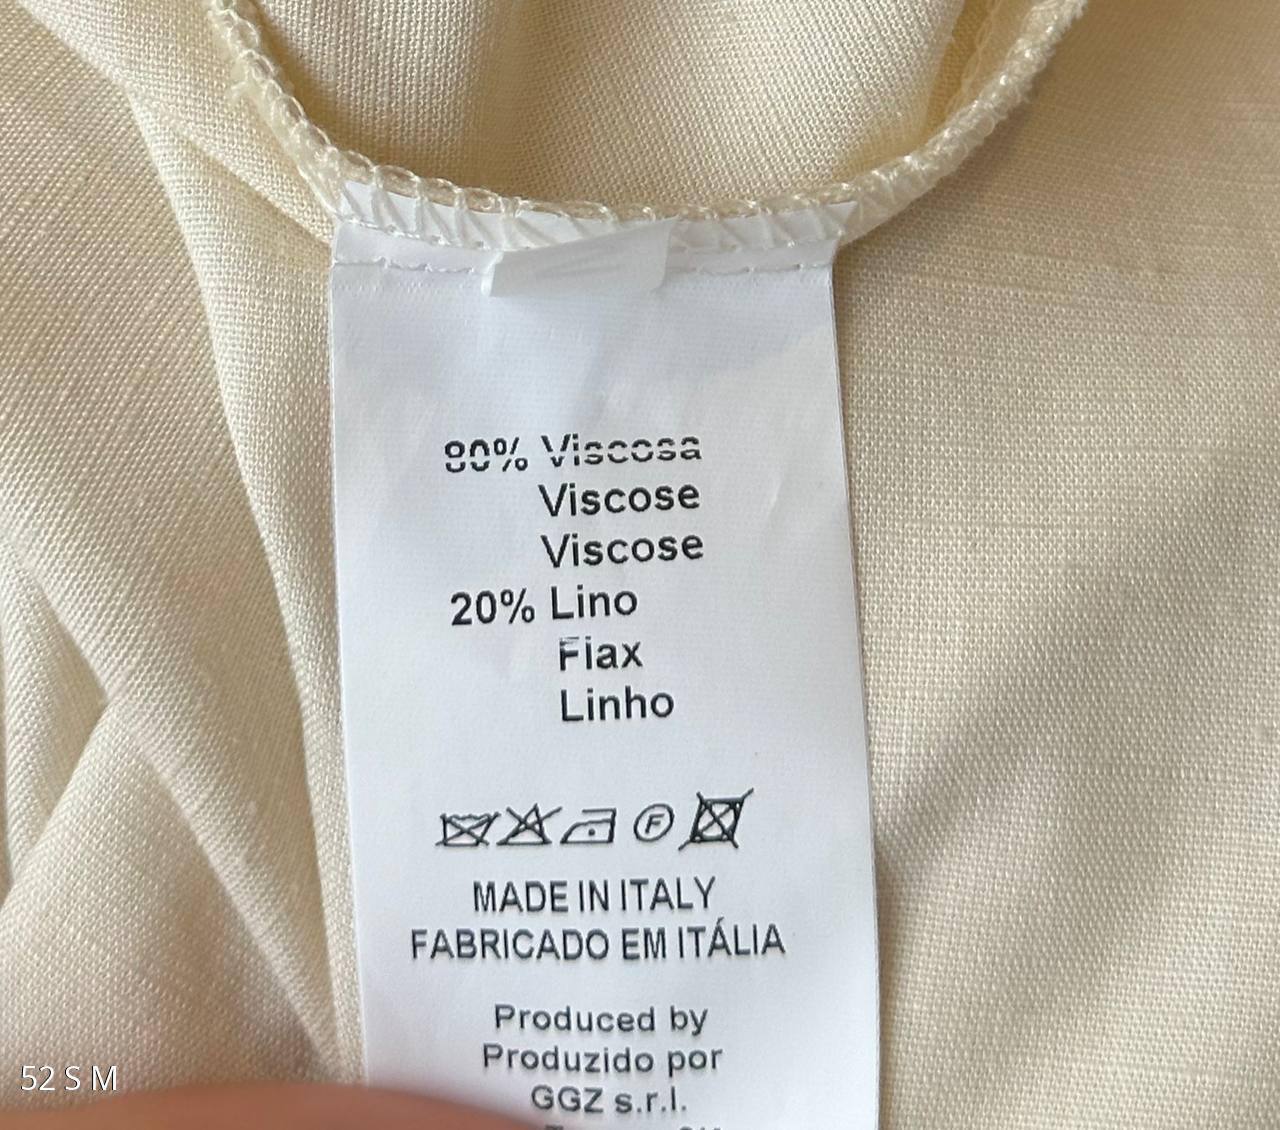 80% Viscosa
Viscose
Viscose
20% Lino
Flax
Linho
F
MADE IN ITALY
FABRICADO EM ITÁLIA
Produced by
Produzido por
GGZ s.r.l.
52 S M